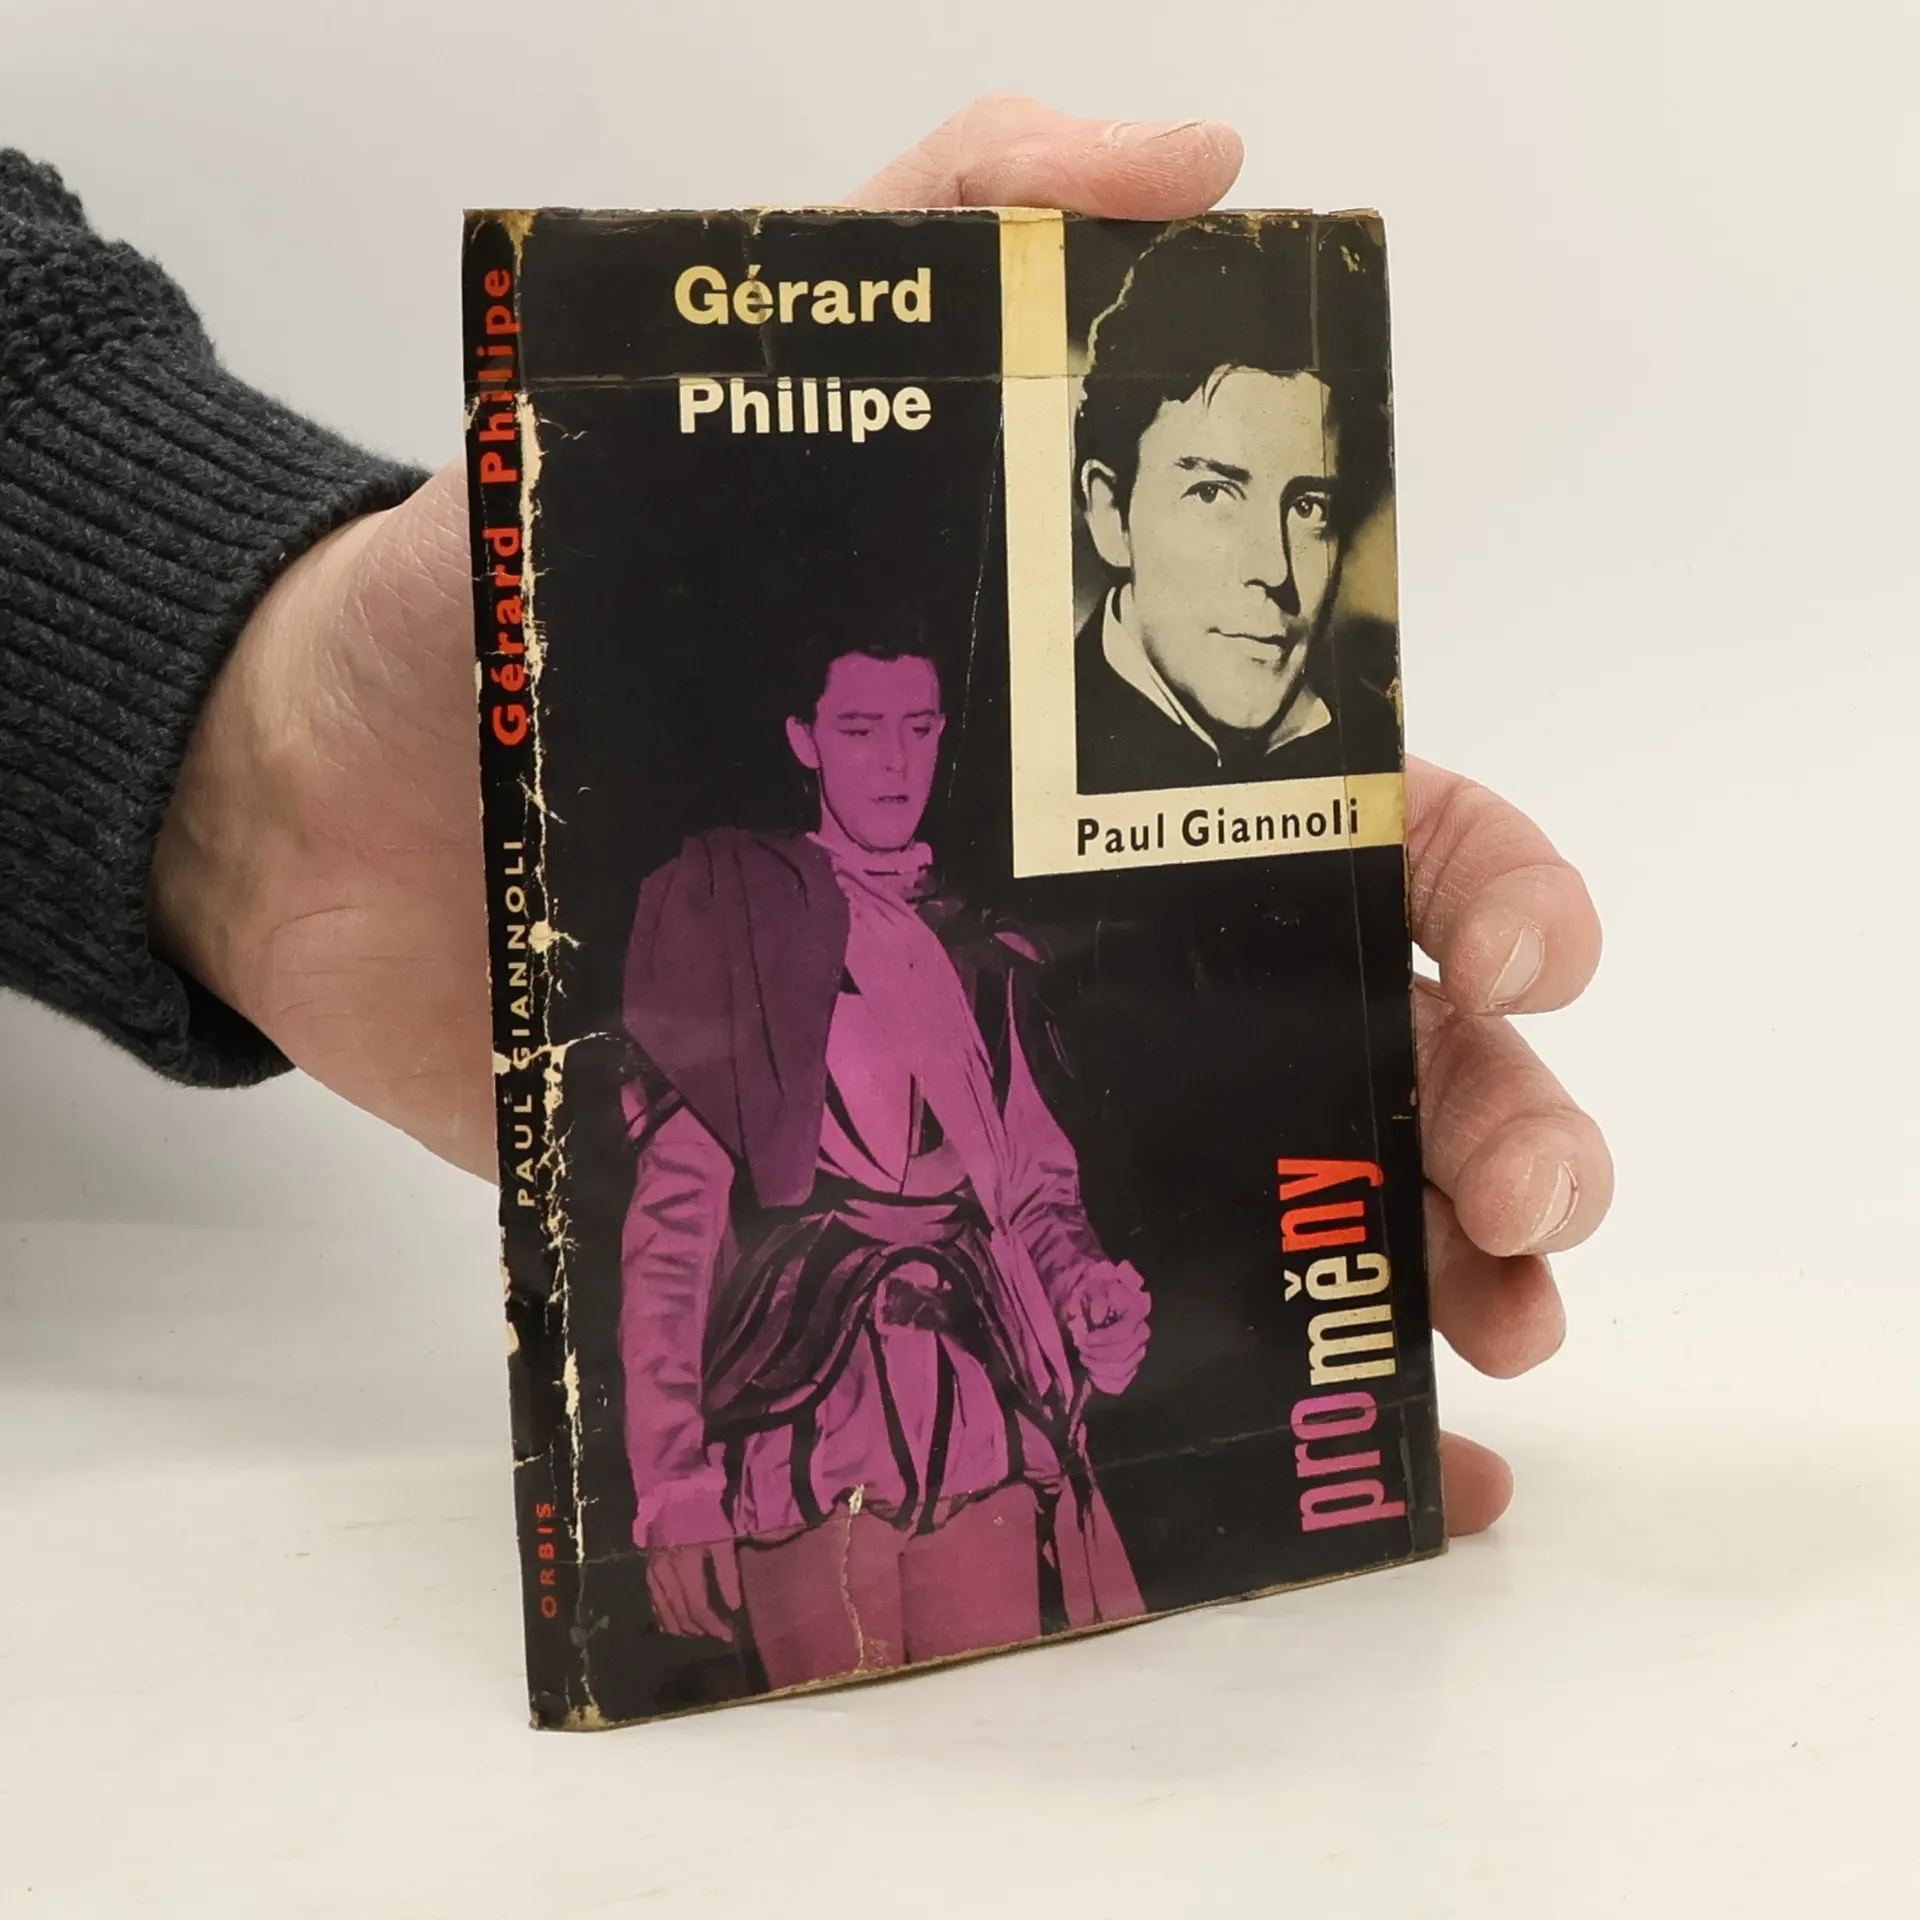 Gérard
Philipe
Paul Giannoli
proměny
Gérard Philipe
PAUL GIANNOLI
ORBIS